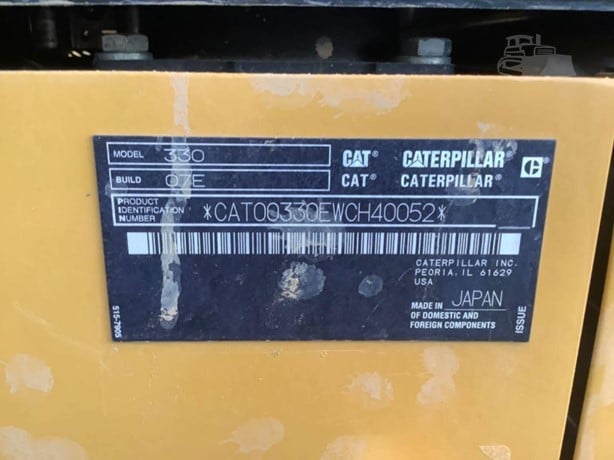 MODEL 330 CAT® CATERPILLAR®
BUILD 07E CAT® CATERPILLAR®
PRODUCT
IDENTIFICATION
NUMBER
*CAT00330EWCH40052*
CATERPILLAR INC.
PEORIA, IL 61629
USA
MADE IN JAPAN
OF DOMESTIC AND
FOREIGN COMPONENTS
515-7905
ISSUE